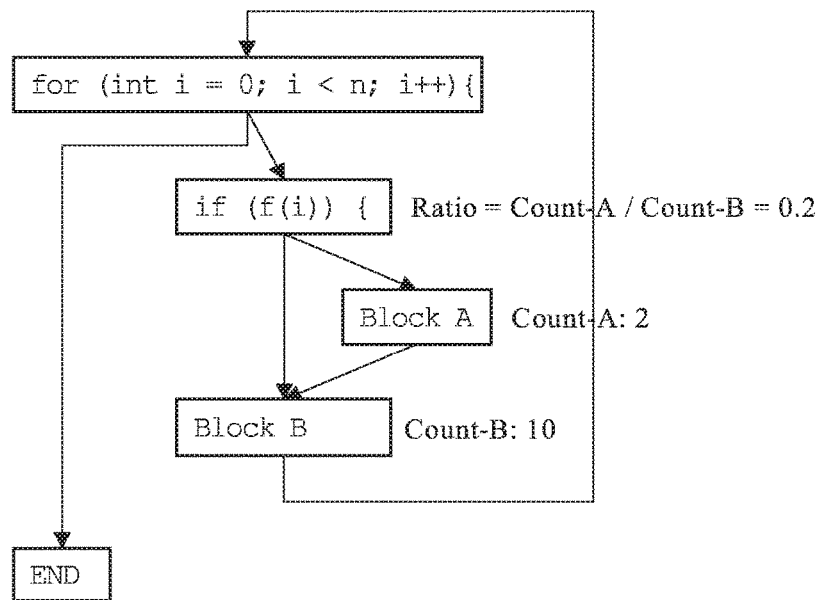 for (int i = 0; i < n; i++){
if (f(i)) {
Ratio = Count-A / Count-B = 0.2
Block A
Count-A: 2
Block B
Count-B: 10
END